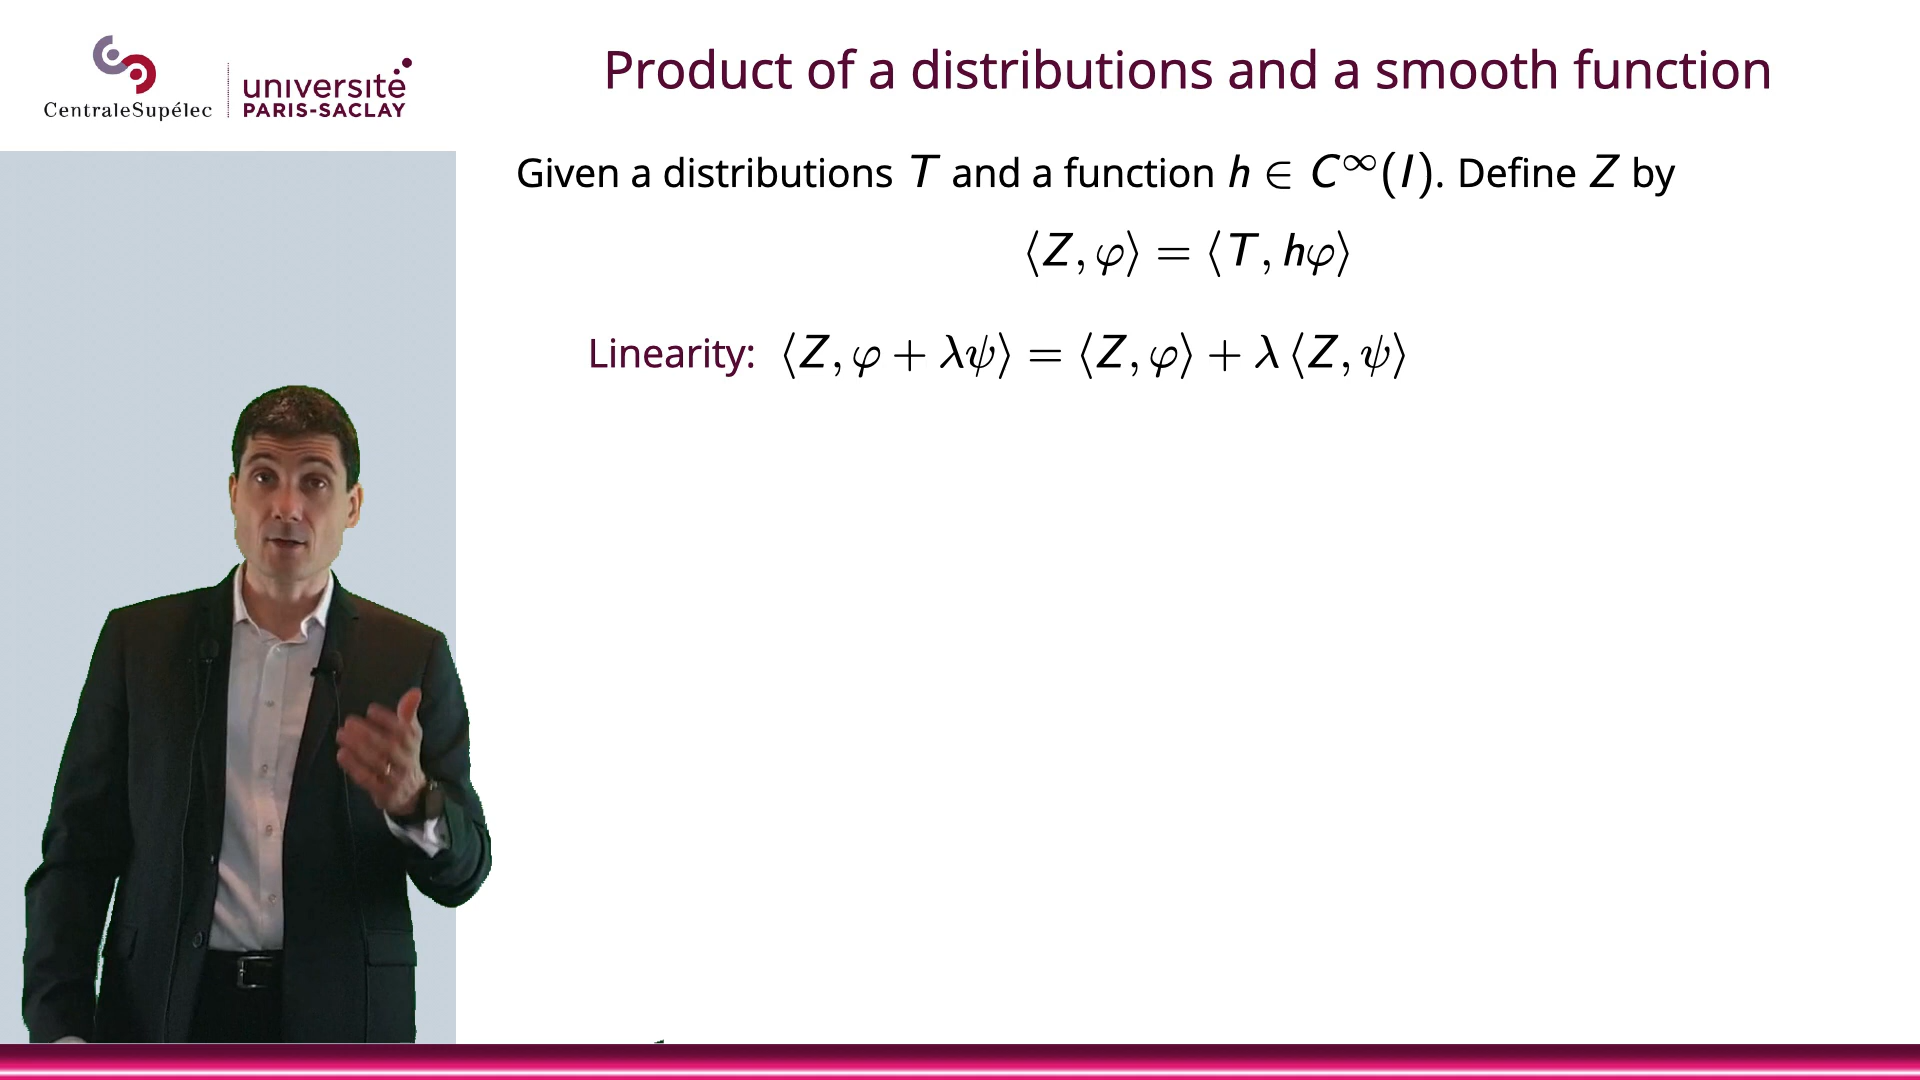 CentraleSupélec
université
PARIS-SACLAY
Product of a distributions and a smooth function
Given a distributions T and a function h ∈ C^∞(I). Define Z by
⟨Z, φ⟩ = ⟨T, hφ⟩
Linearity: ⟨Z, φ + λψ⟩ = ⟨Z, φ⟩ + λ ⟨Z, ψ⟩